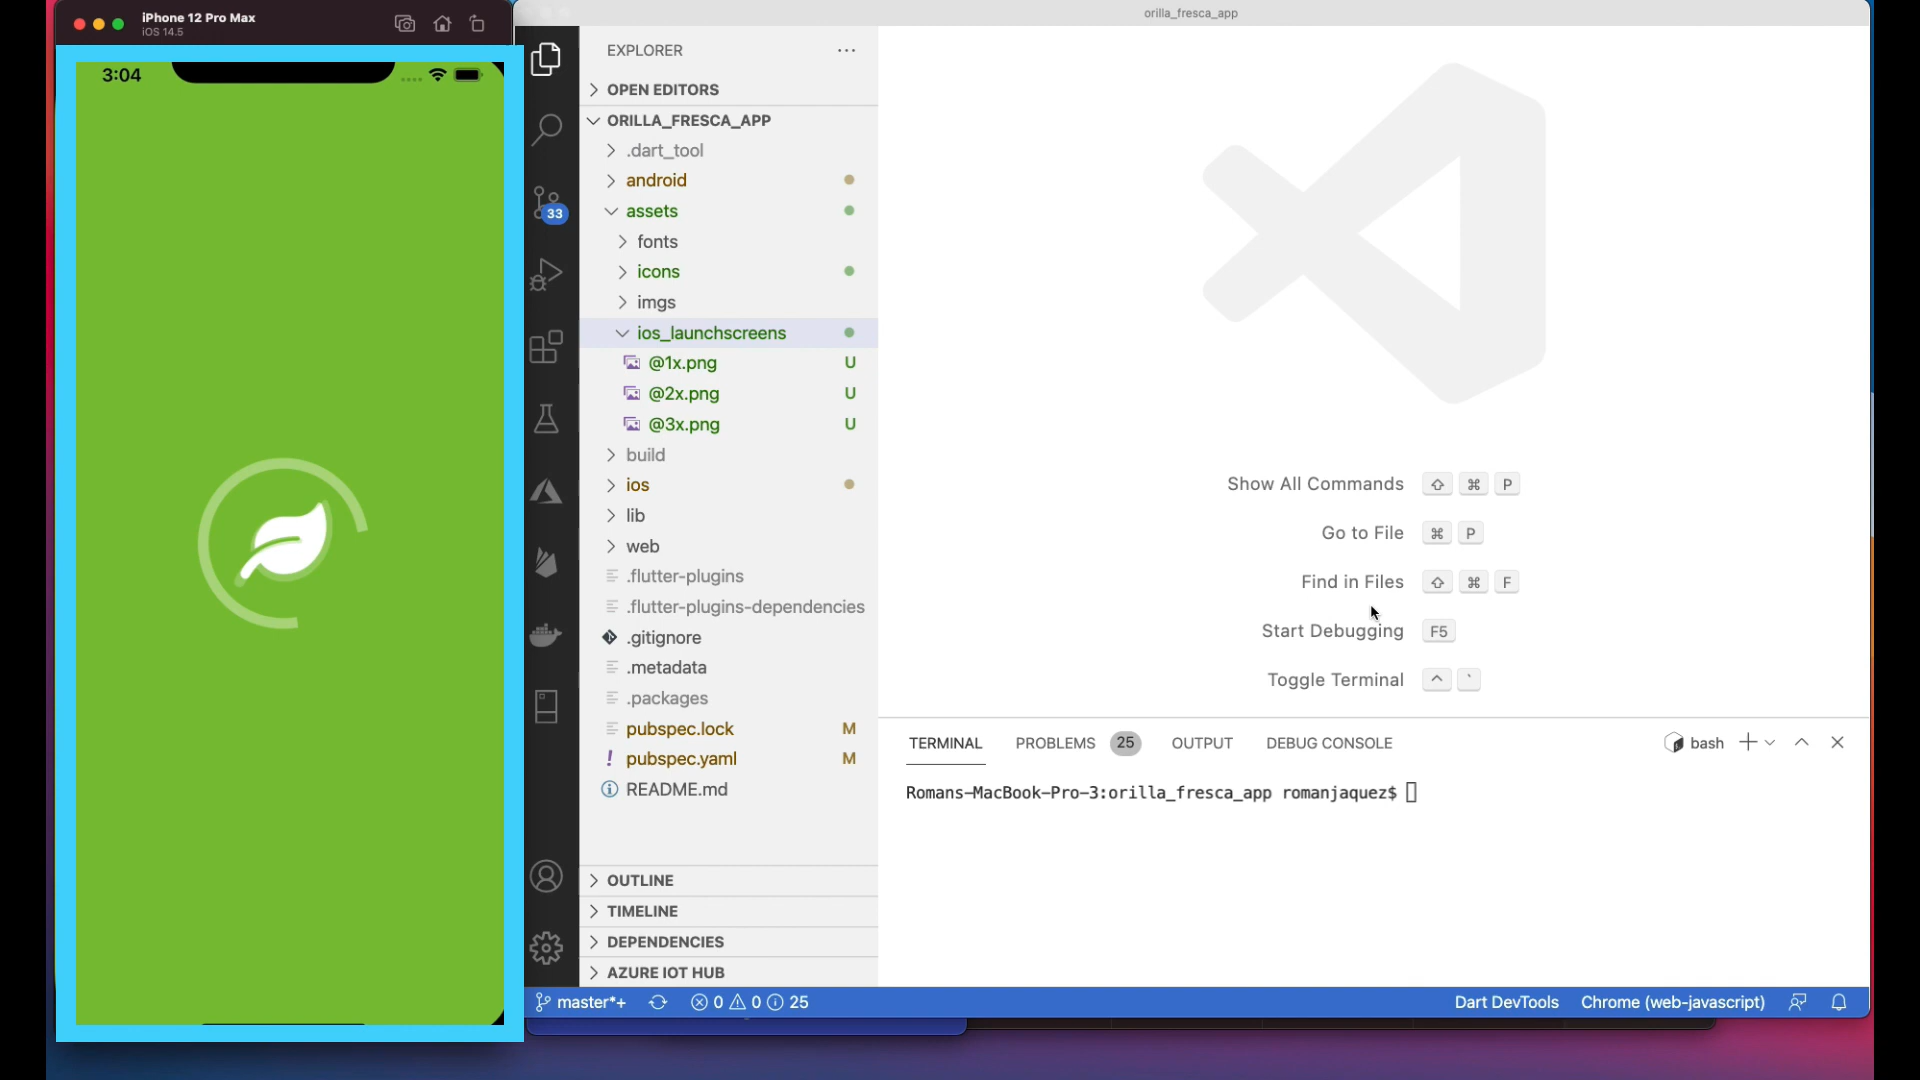 iPhone 12 Pro Max
iOS 14.5
3:04
orilla_fresca_app
EXPLORER
OPEN EDITORS
ORILLA_FRESCA_APP
.dart_tool
android
assets
fonts
icons
imgs
ios_launchscreens
@1x.png U
@2x.png U
@3x.png U
build
ios
lib
web
.flutter-plugins
.flutter-plugins-dependencies
.gitignore
.metadata
.packages
pubspec.lock M
! pubspec.yaml M
README.md
OUTLINE
TIMELINE
DEPENDENCIES
AZURE IOT HUB
33
Show All Commands ⇧ ⌘ P
Go to File ⌘ P
Find in Files ⇧ ⌘ F
Start Debugging F5
Toggle Terminal ^ `
TERMINAL PROBLEMS 25 OUTPUT DEBUG CONSOLE bash
Romans-MacBook-Pro-3:orilla_fresca_app romanjaquez$
master*+ 0 0 25 Dart DevTools Chrome (web-javascript)